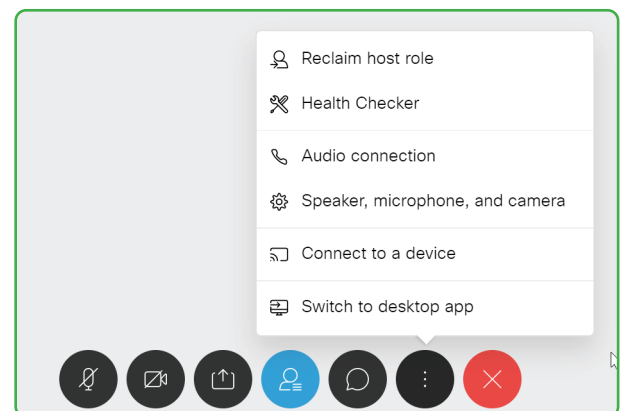 Reclaim host role
Health Checker
Audio connection
Speaker, microphone, and camera
Connect to a device
Switch to desktop app